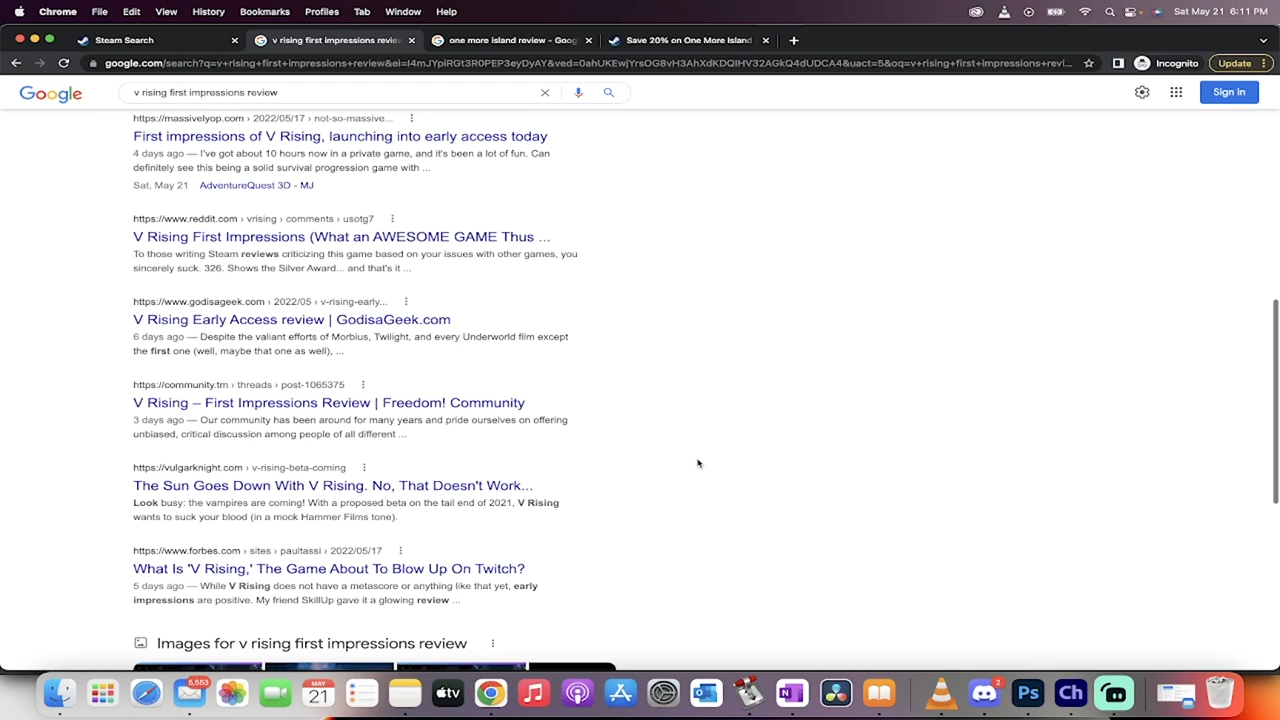 Chrome File Edit View History Bookmarks Profiles Tab Window Help Sat May 21 6:11 PM
Steam Search v rising first impressions revie one more island review - Goog Save 20% on One More Island
Incognito Update
v rising first impressions review
Google Sign in
https://massivelyop.com › 2022/05/17 › not-so-massive...
First impressions of V Rising, launching into early access today
4 days ago — I've got about 10 hours now in a private game, and it's been a lot of fun. Can
definitely see this being a solid survival progression game with ...
Sat, May 21 AdventureQuest 3D - MJ
https://www.reddit.com › vrising › comments › usotg7
V Rising First Impressions (What an AWESOME GAME Thus ...
To those writing Steam reviews criticizing this game based on your issues with other games, you
sincerely suck. 326. Shows the Silver Award... and that's it ...
https://www.godisageek.com › 2022/05 › v-rising-early...
V Rising Early Access review | GodisaGeek.com
6 days ago — Despite the valiant efforts of Morbius, Twilight, and every Underworld film except
the first one (well, maybe that one as well), ...
https://community.tm › threads › post-1065375
V Rising – First Impressions Review | Freedom! Community
3 days ago — Our community has been around for many years and pride ourselves on offering
unbiased, critical discussion among people of all different ...
https://vulgarknight.com › v-rising-beta-coming
The Sun Goes Down With V Rising. No, That Doesn't Work...
Look busy: the vampires are coming! With a proposed beta on the tail end of 2021, V Rising
wants to suck your blood (in a mock Hammer Films tone).
https://www.forbes.com › sites › paultassi › 2022/05/17
What Is 'V Rising,' The Game About To Blow Up On Twitch?
5 days ago — While V Rising does not have a metascore or anything like that yet, early
impressions are positive. My friend SkillUp gave it a glowing review ...
Images for v rising first impressions review
5,553 MAY 21 tv 2 Ps Ch